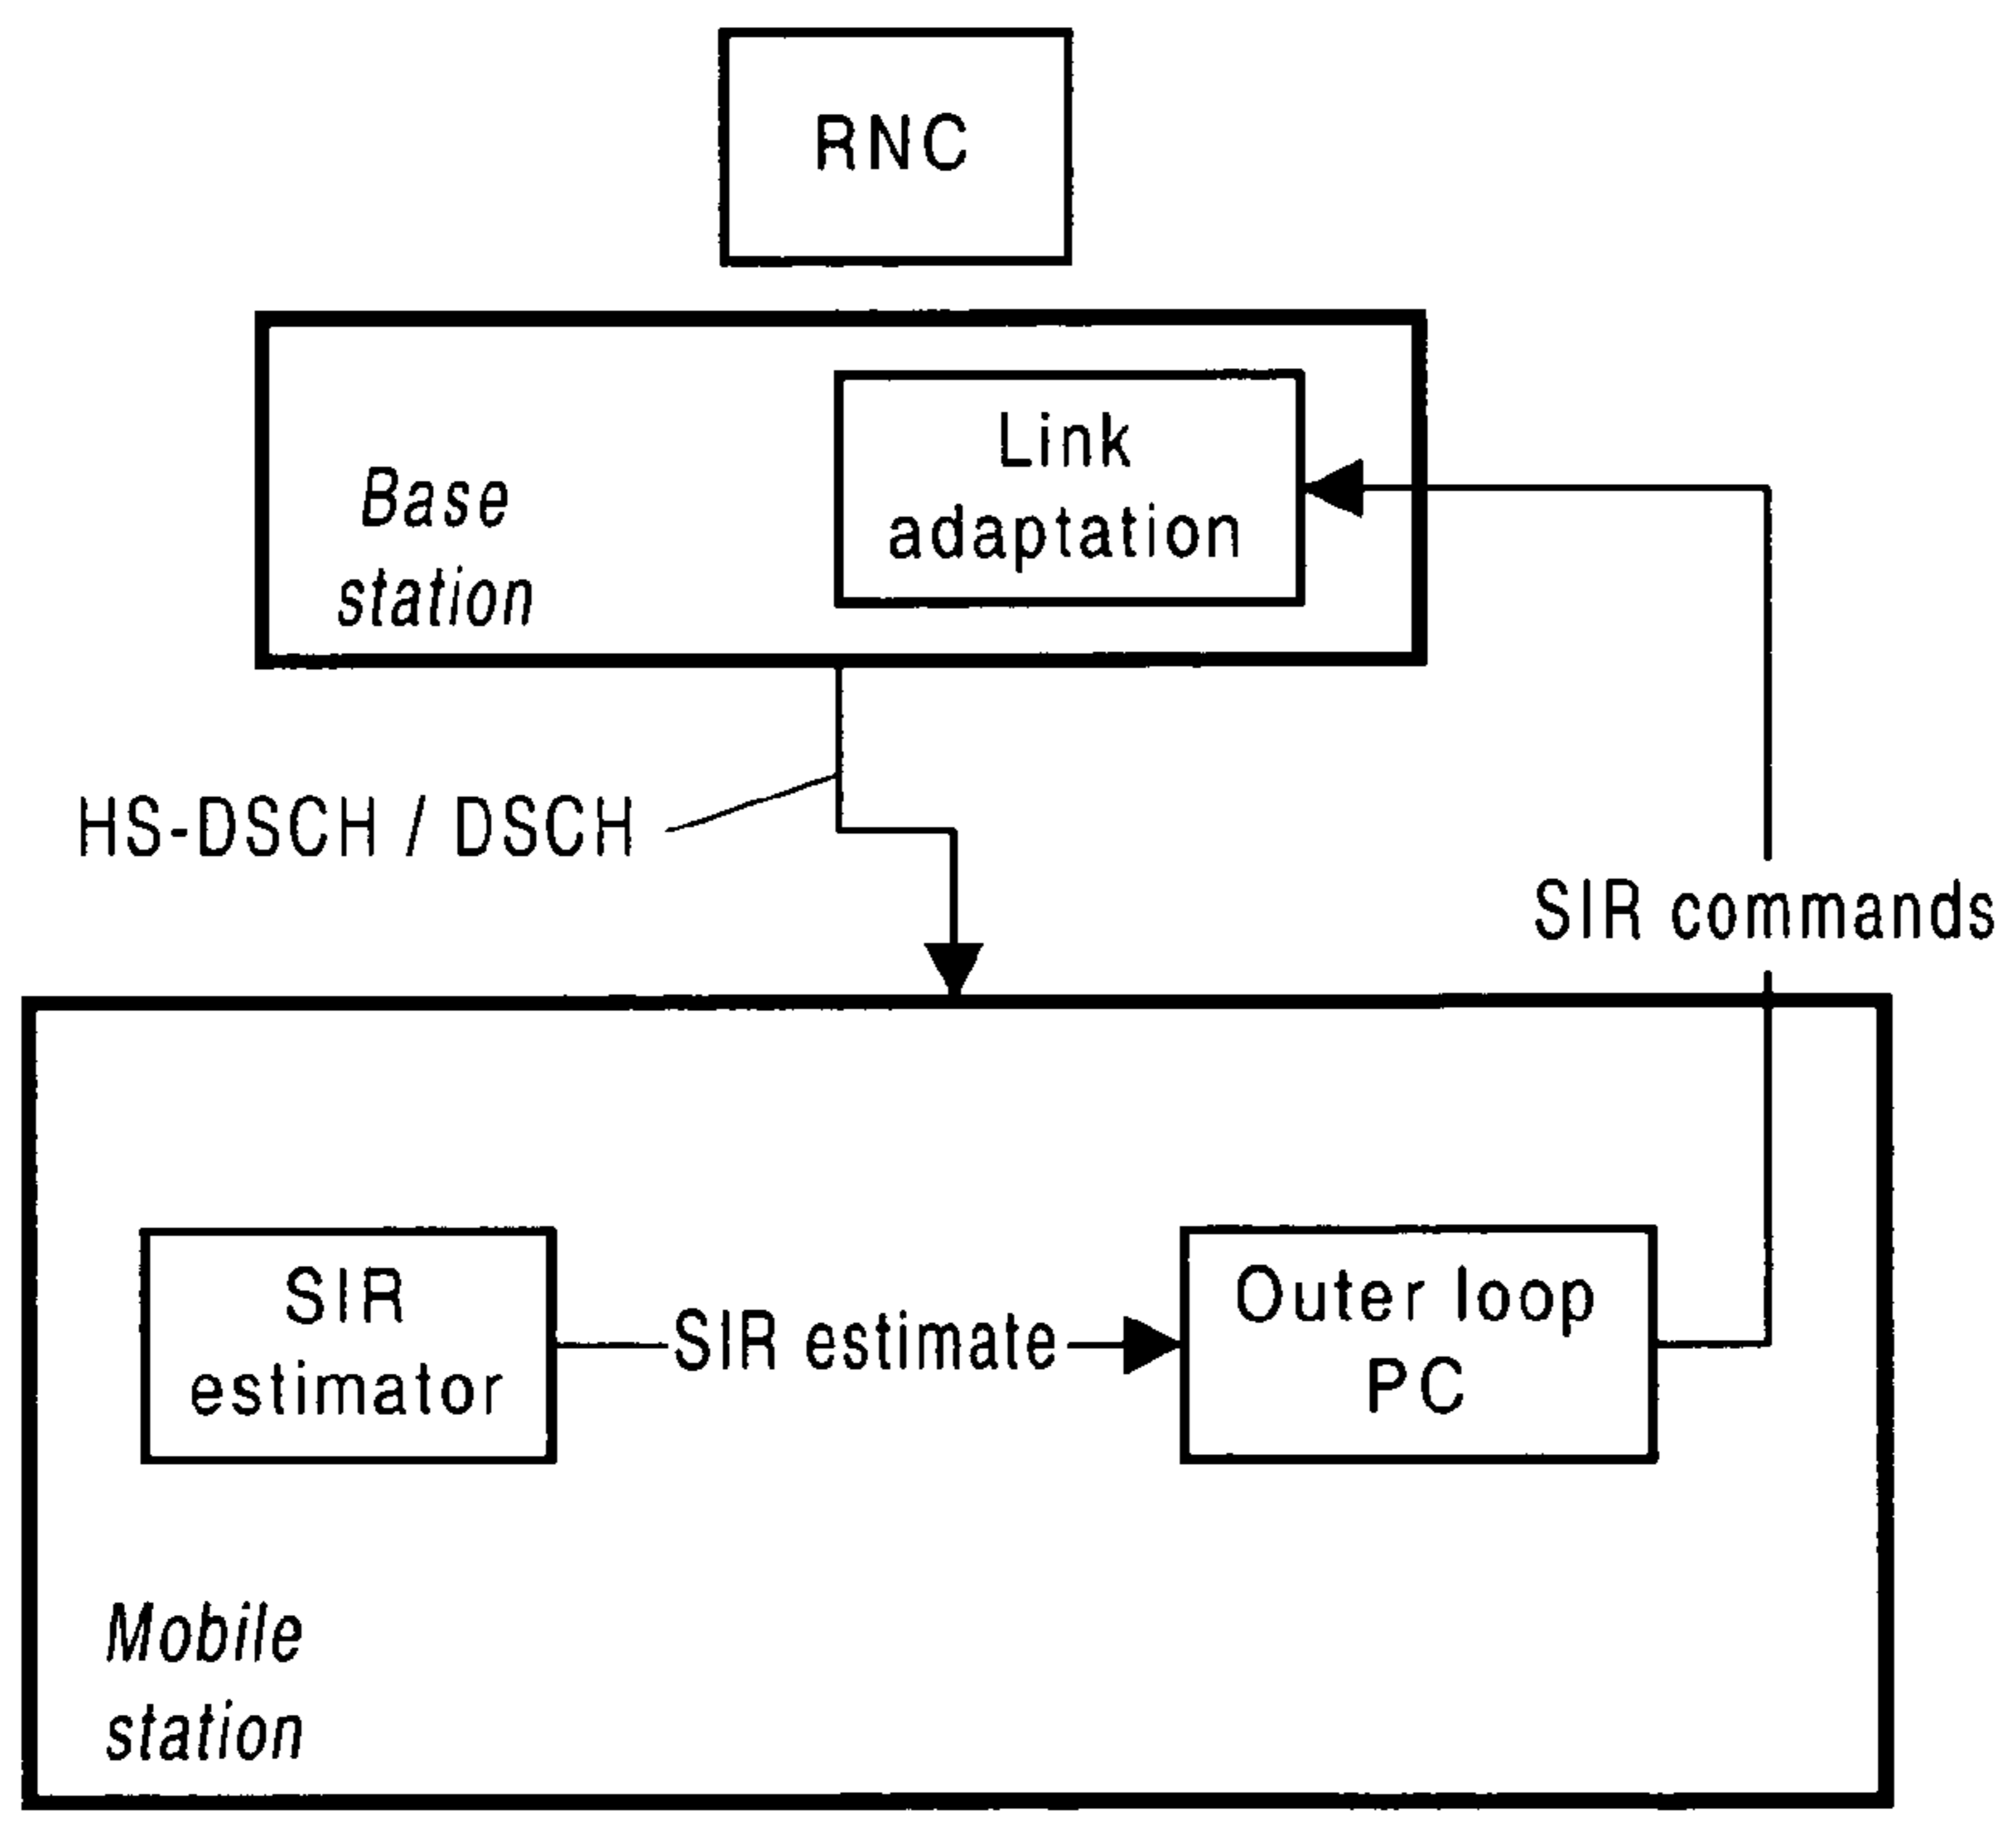 RNC
Link
adaptation
Base
station
HS-DSCH / DSCH
SIR commands
SIR
estimator
SIR estimate
Outer loop
PC
Mobile
station